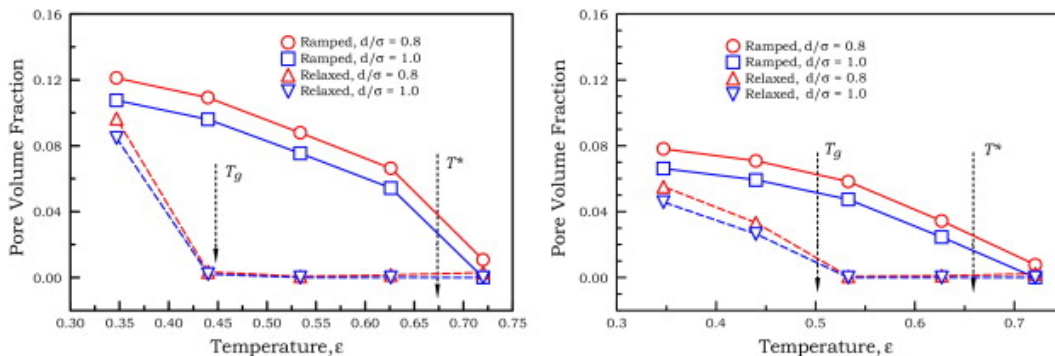 0.16
0.12
0.08
0.04
0.00
Pore Volume Fraction
Ramped, d/σ = 0.8
Ramped, d/σ = 1.0
Relaxed, d/σ = 0.8
Relaxed, d/σ = 1.0
Tg
T*
0.30 0.35 0.40 0.45 0.50 0.55 0.60 0.65 0.70 0.75
Temperature, ε
0.16
0.12
0.08
0.04
0.00
Pore Volume Fraction
Ramped, d/σ = 0.8
Ramped, d/σ = 1.0
Relaxed, d/σ = 0.8
Relaxed, d/σ = 1.0
Tg
T*
0.3 0.4 0.5 0.6 0.7
Temperature, ε